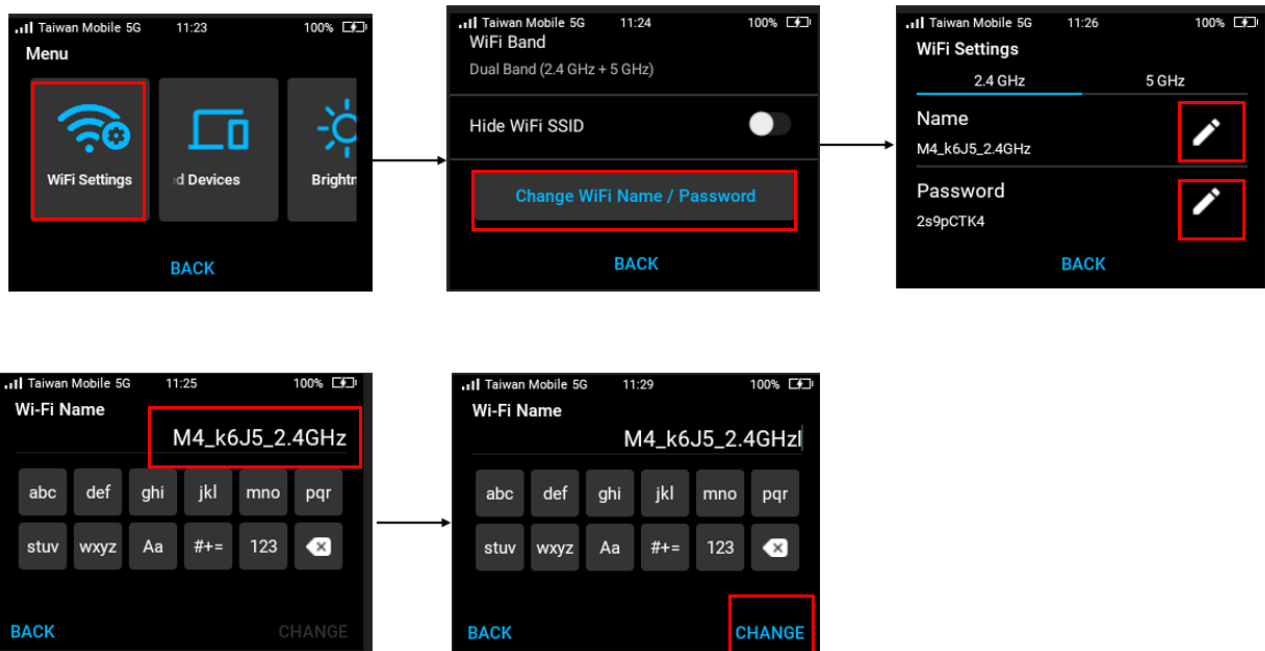 Taiwan Mobile 5G 11:23 100%
Menu
WiFi Settings
d Devices
Brightn
BACK
Taiwan Mobile 5G 11:24 100%
WiFi Band
Dual Band (2.4 GHz + 5 GHz)
Hide WiFi SSID
Change WiFi Name / Password
BACK
Taiwan Mobile 5G 11:26 100%
WiFi Settings
2.4 GHz 5 GHz
Name
M4_k6J5_2.4GHz
Password
2s9pCTK4
BACK
Taiwan Mobile 5G 11:25 100%
Wi-Fi Name
M4_k6J5_2.4GHz
abc def ghi jkl mno pqr
stuv wxyz Aa #+= 123
BACK CHANGE
Taiwan Mobile 5G 11:29 100%
Wi-Fi Name
M4_k6J5_2.4GHzl
abc def ghi jkl mno pqr
stuv wxyz Aa #+= 123
BACK CHANGE